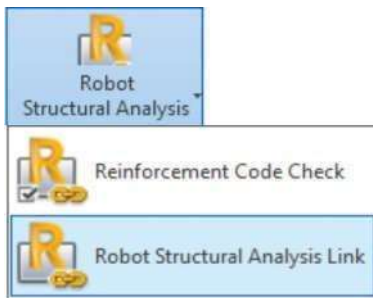 Robot
Structural Analysis
Reinforcement Code Check
Robot Structural Analysis Link